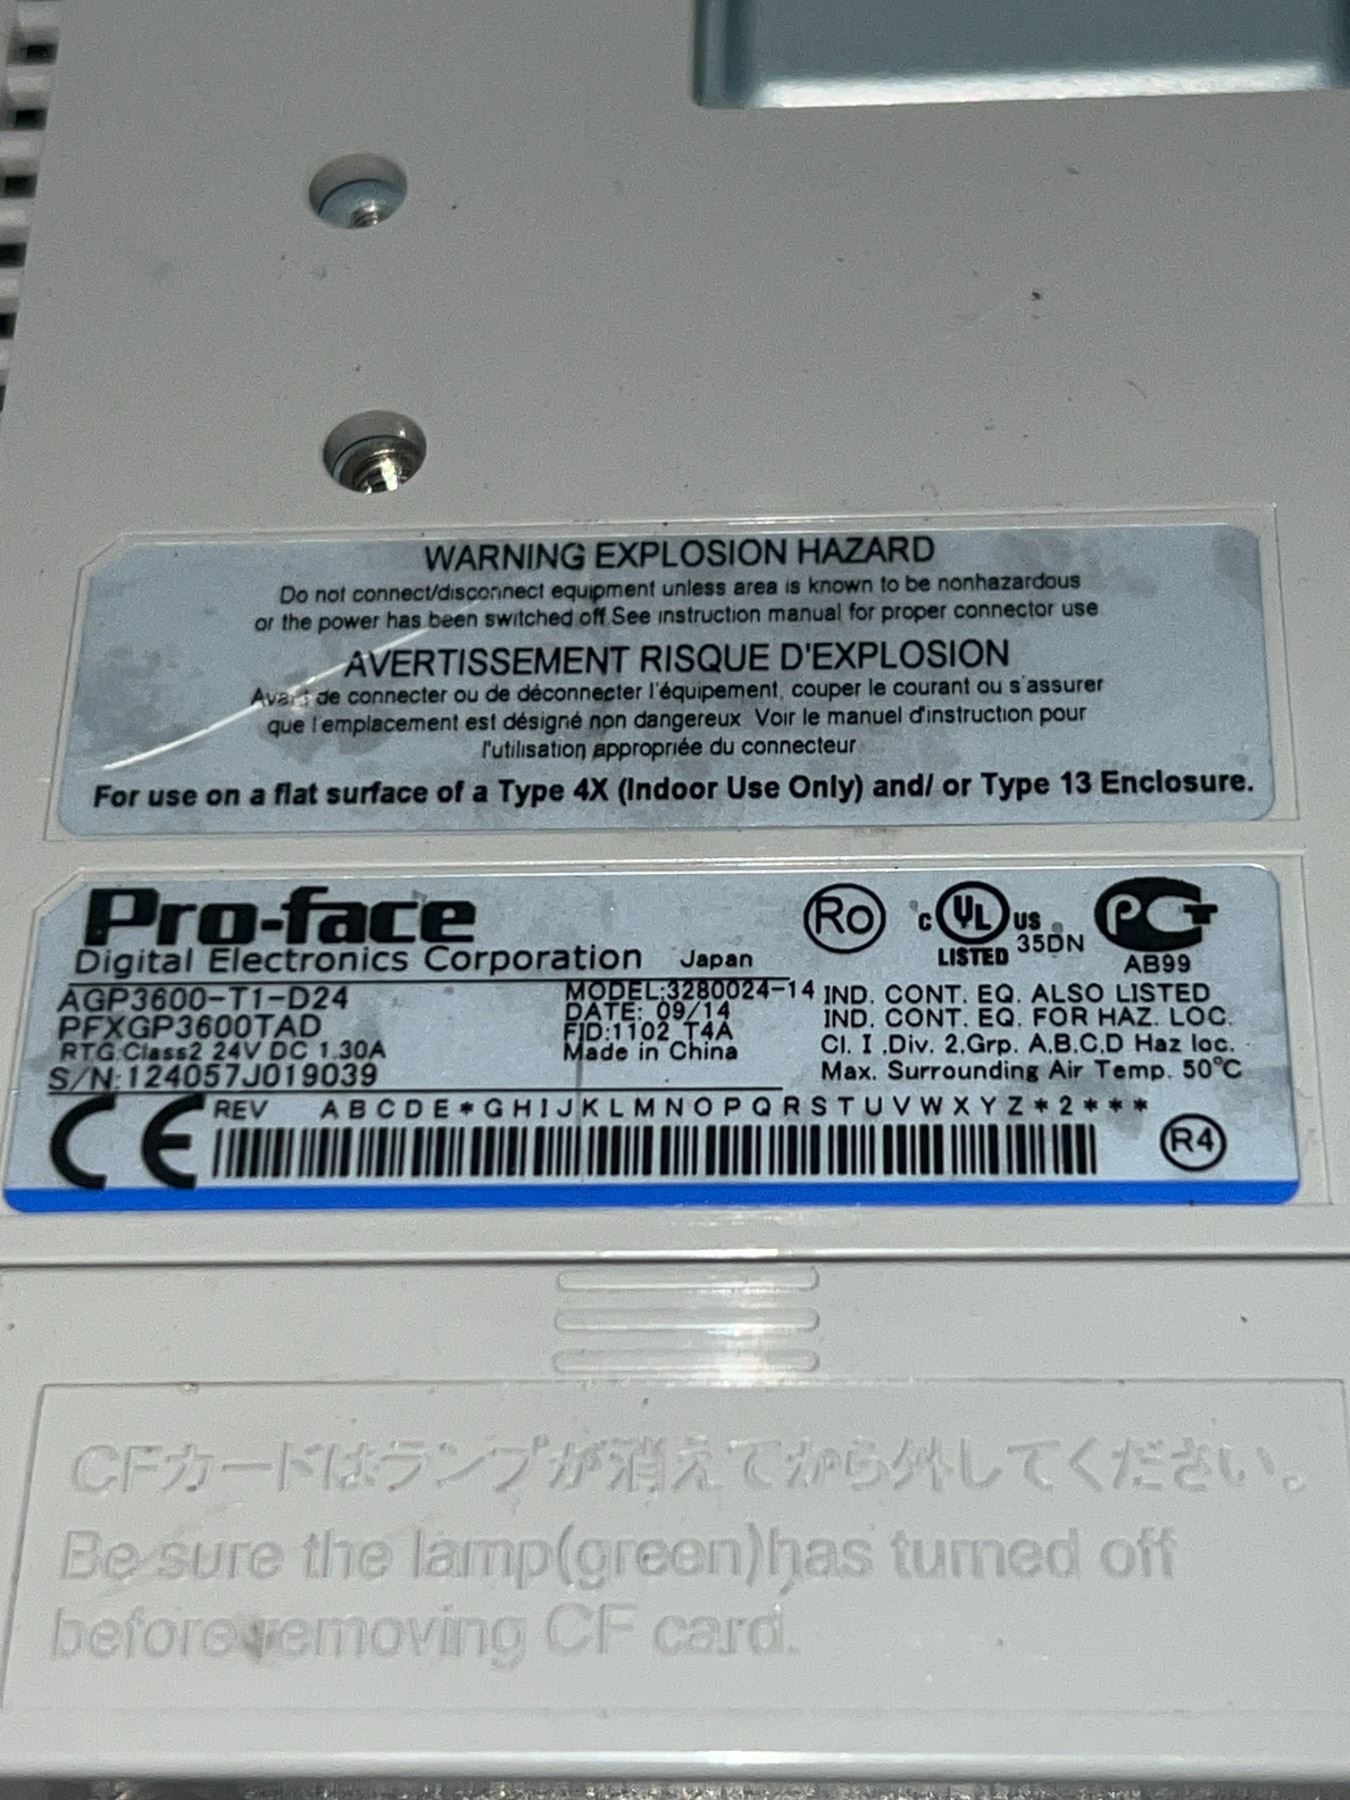 WARNING EXPLOSION HAZARD
Do not connect/disconnect equipment unless area is known to be nonhazardous
or the power has been switched off See instruction manual for proper connector use
AVERTISSEMENT RISQUE D'EXPLOSION
Avant de connecter ou de déconnecter l'équipement, couper le courant ou s'assurer
que l'emplacement est désigné non dangereux Voir le manuel d'instruction pour
l'utilisation appropriée du connecteur
For use on a flat surface of a Type 4X (Indoor Use Only) and/ or Type 13 Enclosure.
Pro-face
Digital Electronics Corporation Japan
Ro
c UL us
LISTED 35DN
PCT
AB99
AGP3600-T1-D24
PFXGP3600TAD
RTG:Class2 24V DC 1.30A
S/N:124057J019039
MODEL:3280024-14
DATE: 09/14
FID:1102 T4A
Made in China
IND. CONT. EQ. ALSO LISTED
IND. CONT. EQ. FOR HAZ. LOC.
Cl. I ,Div. 2,Grp. A,B,C,D Haz loc.
Max. Surrounding Air Temp. 50°C
CE
REV A B C D E * G H I J K L M N O P Q R S T U V W X Y Z * 2 * * *
R4
CFカードはランプが消えてから外してください。
Be sure the lamp(green)has turned off
before removing CF card.